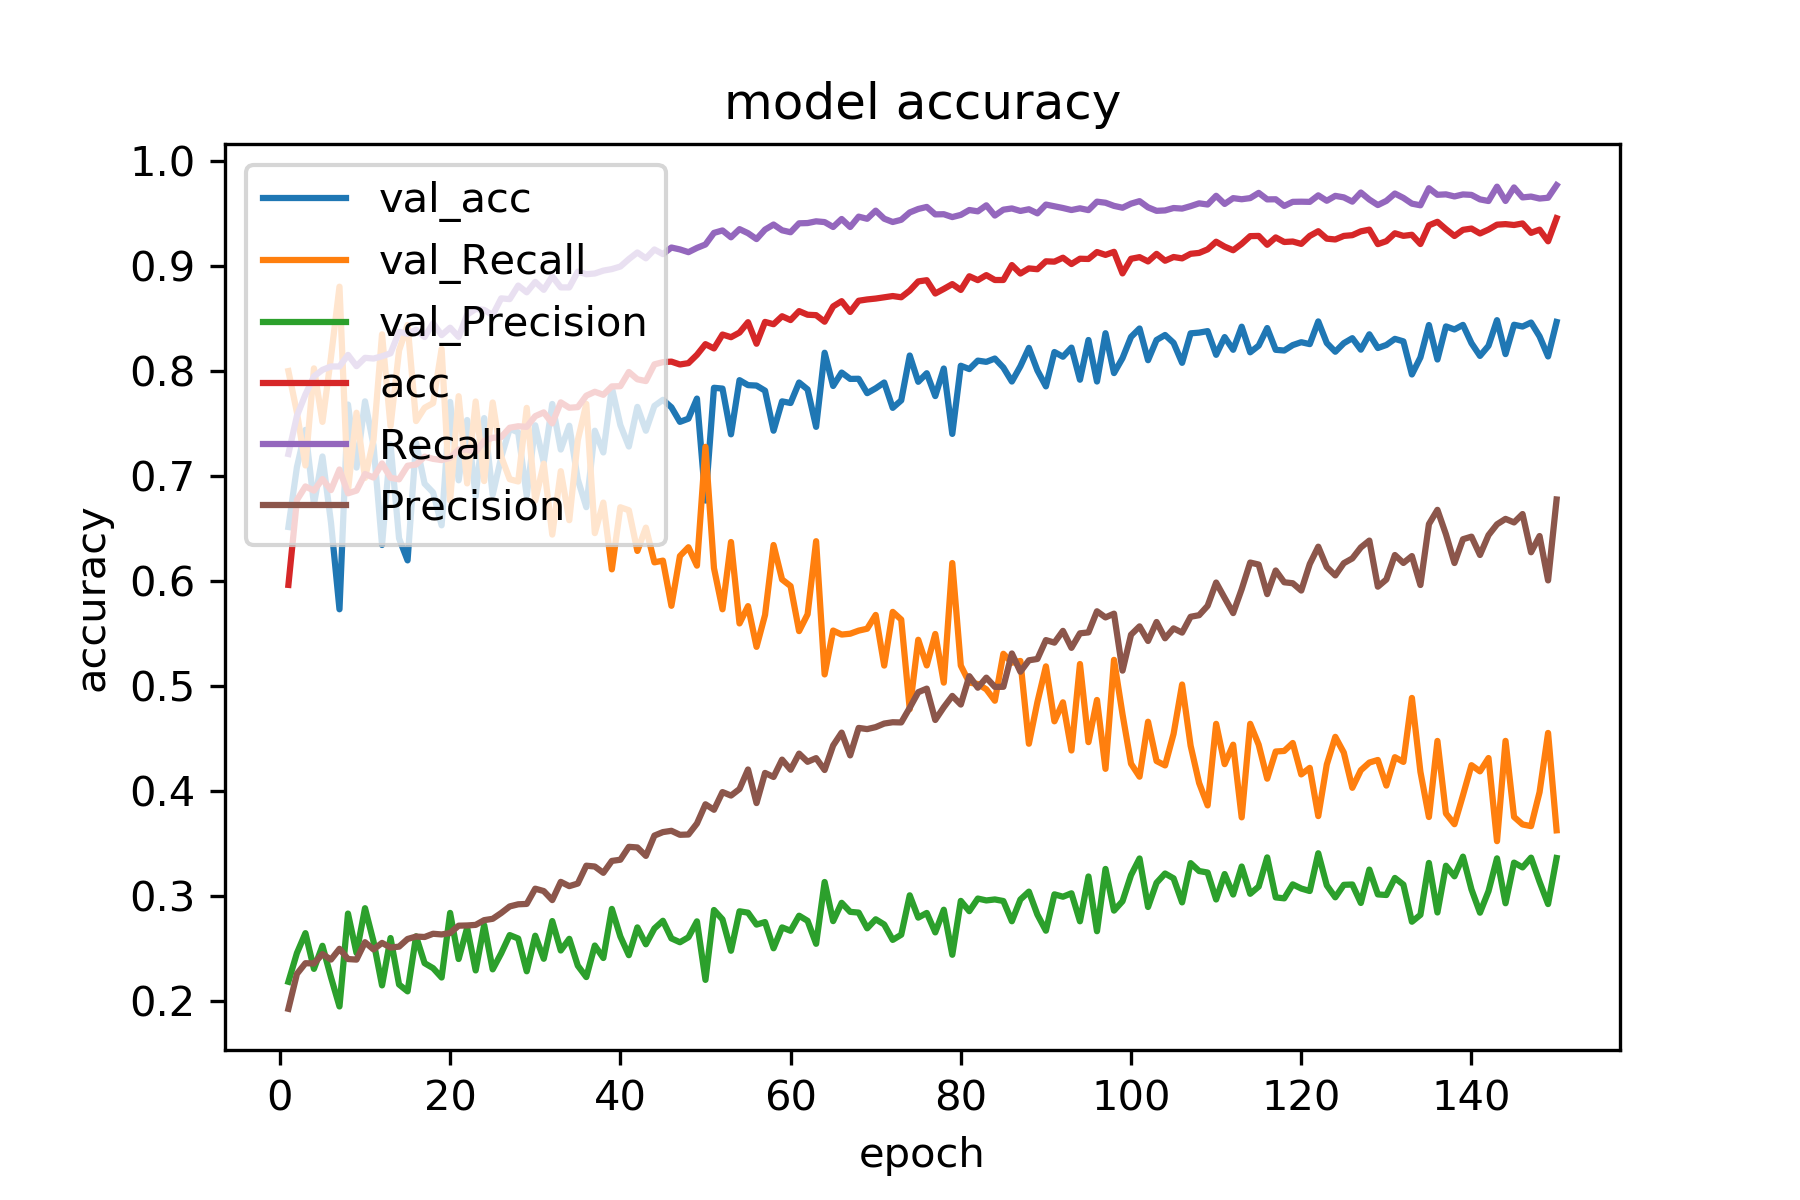 model accuracy
val_acc
val_Recall
val_Precision
acc
Recall
Precision
accuracy
1.0
0.9
0.8
0.7
0.6
0.5
0.4
0.3
0.2
0 20 40 60 80 100 120 140
epoch